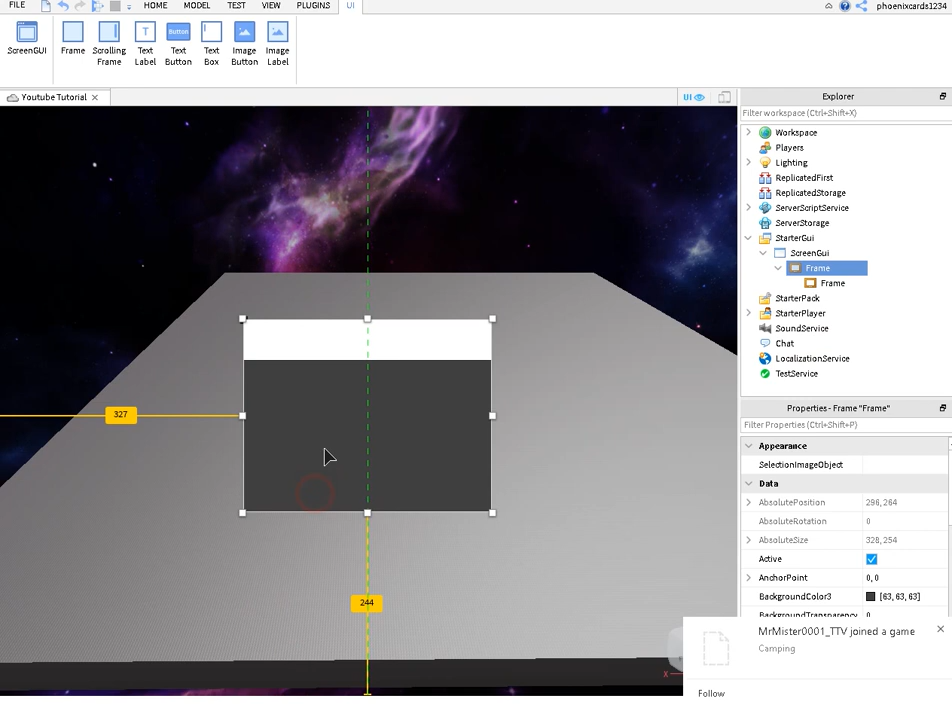 FILE HOME MODEL TEST VIEW PLUGINS UI phoenixcards1234
ScreenGUI Frame Scrolling Frame Text Label Text Button Text Box Image Button Image Label
Button
T
Youtube Tutorial
UI
Explorer
Filter workspace (Ctrl+Shift+X)
Workspace
Players
Lighting
ReplicatedFirst
ReplicatedStorage
ServerScriptService
ServerStorage
StarterGui
ScreenGui
Frame
Frame
StarterPack
StarterPlayer
SoundService
Chat
LocalizationService
TestService
327
244
Properties - Frame "Frame"
Filter Properties (Ctrl+Shift+P)
Appearance
SelectionImageObject
Data
AbsolutePosition 296, 264
AbsoluteRotation 0
AbsoluteSize 328, 254
Active
AnchorPoint 0, 0
BackgroundColor3 [63, 63, 63]
BackgroundTransparency 0
MrMister0001_TTV joined a game
Camping
Follow
X